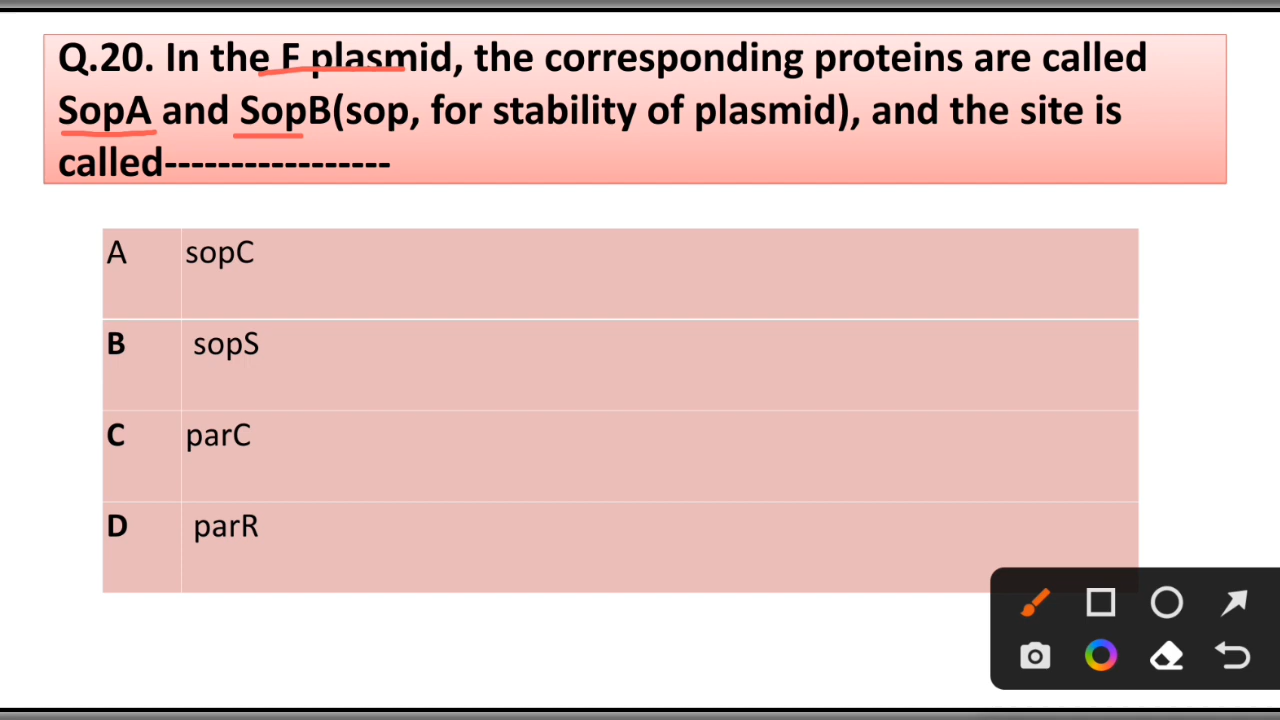 Q.20. In the F plasmid, the corresponding proteins are called
SopA and SopB(sop, for stability of plasmid), and the site is
called-----------------
A sopC
B sopS
C parC
D parR